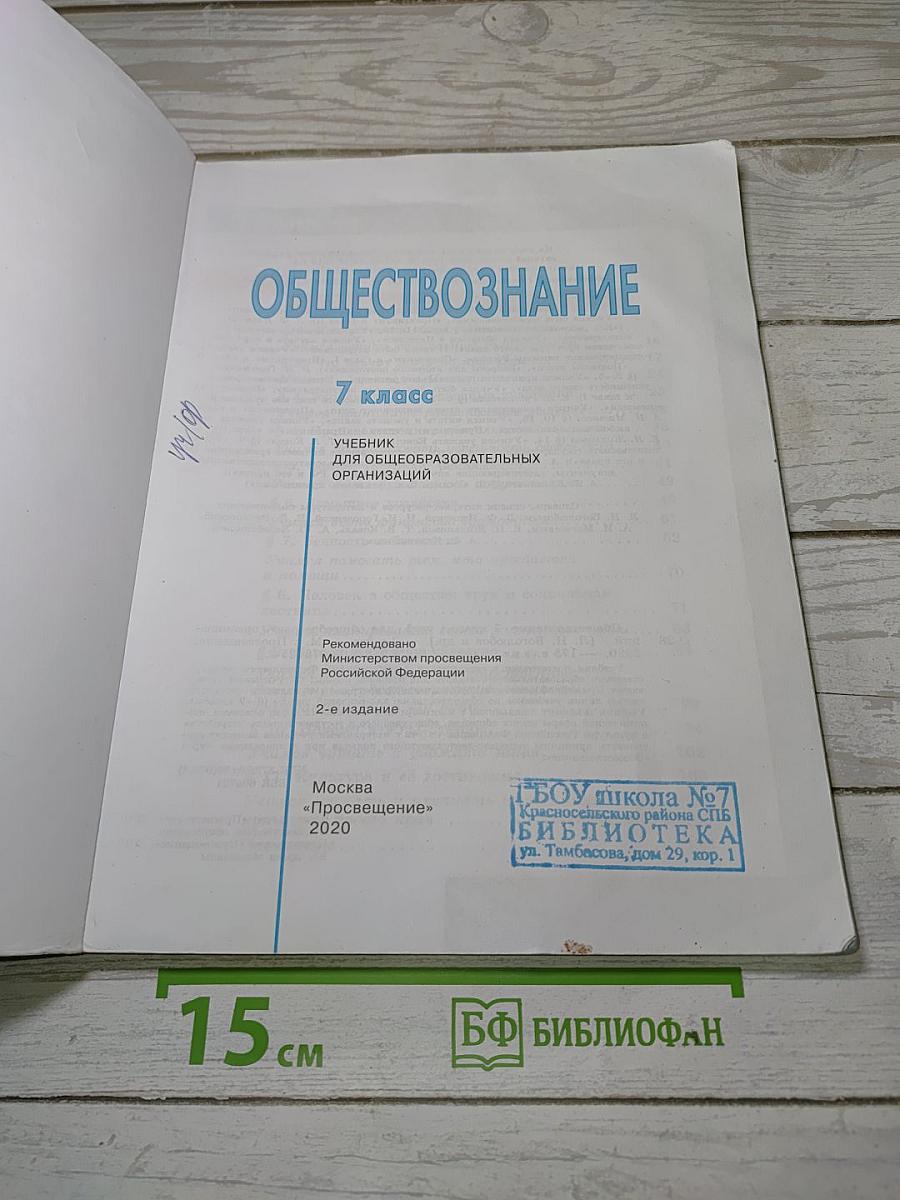 ОБЩЕСТВОЗНАНИЕ
7 класс
уч/ф
УЧЕБНИК
ДЛЯ ОБЩЕОБРАЗОВАТЕЛЬНЫХ
ОРГАНИЗАЦИЙ
Рекомендовано
Министерством просвещения
Российской Федерации
2-е издание
Москва
«Просвещение»
2020
ГБОУ школа №7
Красносельского района СПБ
БИБЛИОТЕКА
ул. Тамбасова, дом 29, кор. 1
15 см
БФ БИБЛИОФАН